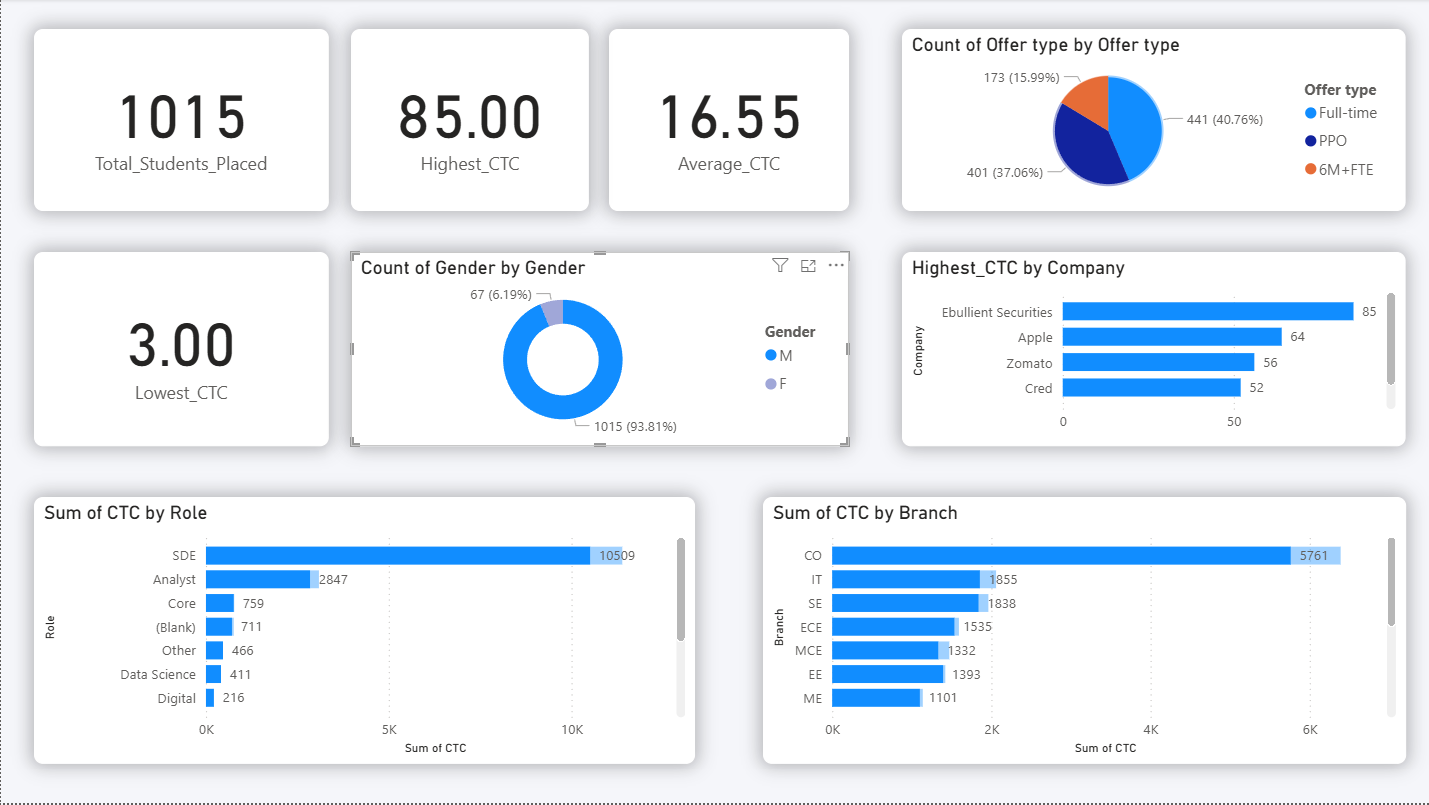 1015
Total_Students_Placed
85.00
Highest_CTC
16.55
Average_CTC
Count of Offer type by Offer type
173 (15.99%)
441 (40.76%)
401 (37.06%)
Offer type
Full-time
PPO
6M+FTE
3.00
Lowest_CTC
Count of Gender by Gender
67 (6.19%)
1015 (93.81%)
Gender
M
F
Highest_CTC by Company
Company
Ebullient Securities 85
Apple 64
Zomato 56
Cred 52
0 50
Sum of CTC by Role
Role
SDE 10509
Analyst 2847
Core 759
(Blank) 711
Other 466
Data Science 411
Digital 216
0K 5K 10K
Sum of CTC
Sum of CTC by Branch
Branch
CO 5761
IT 1855
SE 1838
ECE 1535
MCE 1332
EE 1393
ME 1101
0K 2K 4K 6K
Sum of CTC